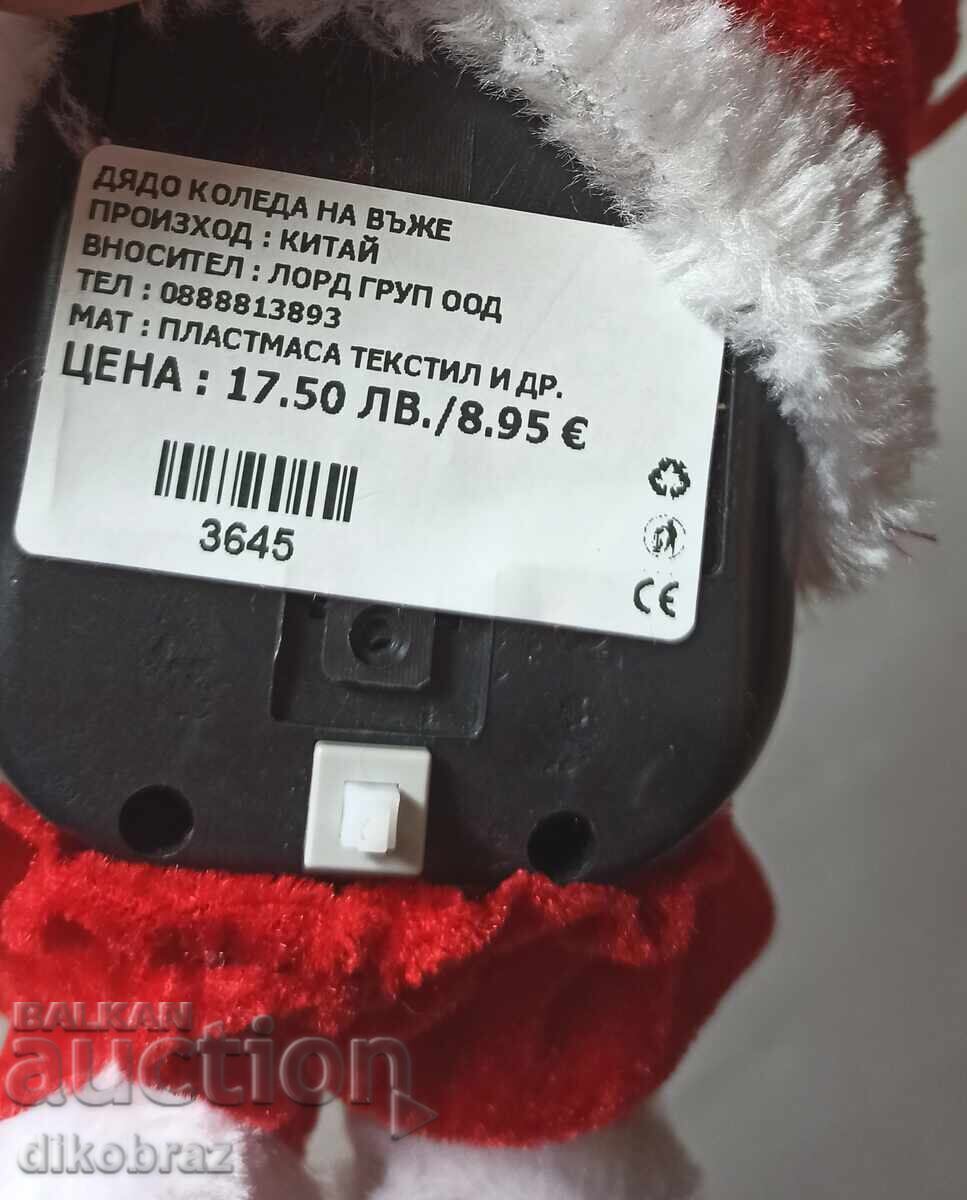 ДЯДО КОЛЕДА НА ВЪЖЕ
ПРОИЗХОД : КИТАЙ
ВНОСИТЕЛ : ЛОРД ГРУП ООД
ТЕЛ : 0888813893
МАТ : ПЛАСТМАСА ТЕКСТИЛ И ДР.
ЦЕНА : 17.50 ЛВ./8.95 €
3645
CE
BALKAN
auction
dikobraz